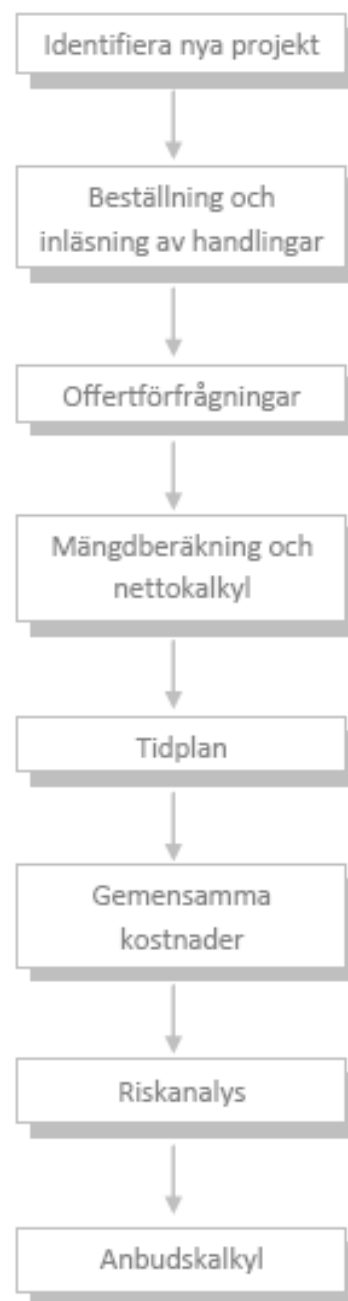 Identifiera nya projekt
Beställning och
inläsning av handlingar
Offertförfrågningar
Mängdberäkning och
nettokalkyl
Tidplan
Gemensamma
kostnader
Riskanalys
Anbudskalkyl